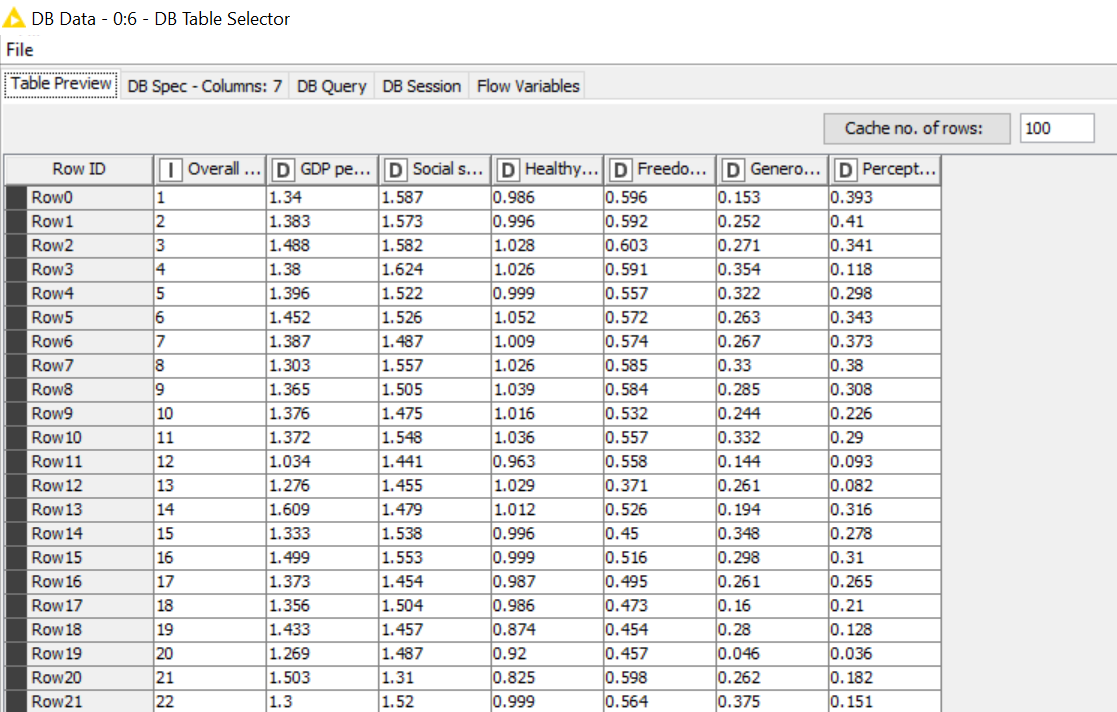 DB Data - 0:6 - DB Table Selector
File
Table Preview DB Spec - Columns: 7 DB Query DB Session Flow Variables
Cache no. of rows: 100
Row ID I Overall ... D GDP pe... D Social s... D Healthy... D Freedo... D Genero... D Percept...
Row0 1 1.34 1.587 0.986 0.596 0.153 0.393
Row1 2 1.383 1.573 0.996 0.592 0.252 0.41
Row2 3 1.488 1.582 1.028 0.603 0.271 0.341
Row3 4 1.38 1.624 1.026 0.591 0.354 0.118
Row4 5 1.396 1.522 0.999 0.557 0.322 0.298
Row5 6 1.452 1.526 1.052 0.572 0.263 0.343
Row6 7 1.387 1.487 1.009 0.574 0.267 0.373
Row7 8 1.303 1.557 1.026 0.585 0.33 0.38
Row8 9 1.365 1.505 1.039 0.584 0.285 0.308
Row9 10 1.376 1.475 1.016 0.532 0.244 0.226
Row10 11 1.372 1.548 1.036 0.557 0.332 0.29
Row11 12 1.034 1.441 0.963 0.558 0.144 0.093
Row12 13 1.276 1.455 1.029 0.371 0.261 0.082
Row13 14 1.609 1.479 1.012 0.526 0.194 0.316
Row14 15 1.333 1.538 0.996 0.45 0.348 0.278
Row15 16 1.499 1.553 0.999 0.516 0.298 0.31
Row16 17 1.373 1.454 0.987 0.495 0.261 0.265
Row17 18 1.356 1.504 0.986 0.473 0.16 0.21
Row18 19 1.433 1.457 0.874 0.454 0.28 0.128
Row19 20 1.269 1.487 0.92 0.457 0.046 0.036
Row20 21 1.503 1.31 0.825 0.598 0.262 0.182
Row21 22 1.3 1.52 0.999 0.564 0.375 0.151